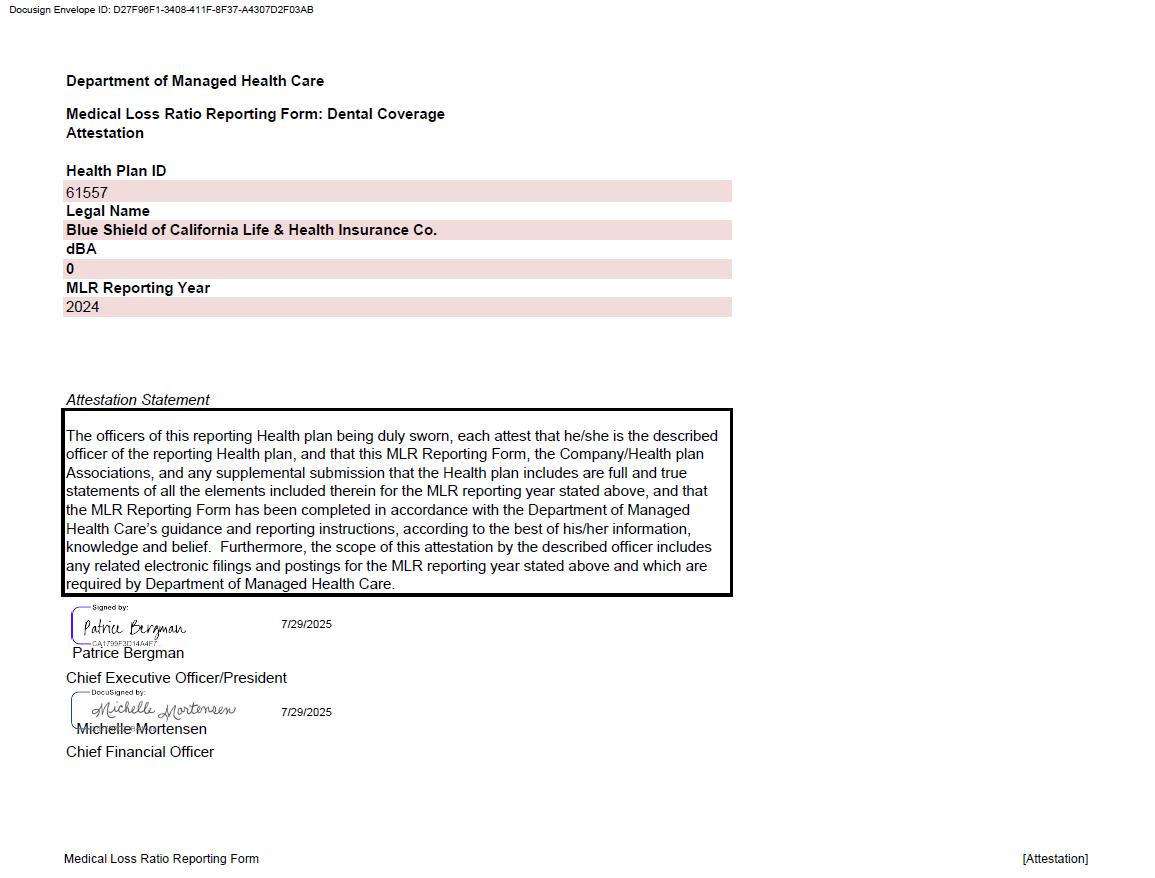 Docusign Envelope ID: D27F96F1-3408-411F-8F37-A4307D2F03AB
Department of Managed Health Care
Medical Loss Ratio Reporting Form: Dental Coverage
Attestation
Health Plan ID
61557
Legal Name
Blue Shield of California Life & Health Insurance Co.
dBA
0
MLR Reporting Year
2024
Attestation Statement
The officers of this reporting Health plan being duly sworn, each attest that he/she is the described
officer of the reporting Health plan, and that this MLR Reporting Form, the Company/Health plan
Associations, and any supplemental submission that the Health plan includes are full and true
statements of all the elements included therein for the MLR reporting year stated above, and that
the MLR Reporting Form has been completed in accordance with the Department of Managed
Health Care's guidance and reporting instructions, according to the best of his/her information,
knowledge and belief.  Furthermore, the scope of this attestation by the described officer includes
any related electronic filings and postings for the MLR reporting year stated above and which are
required by Department of Managed Health Care.
Signed by:
Patrice Bergman 7/29/2025
CA1799F3D14A4F7
Patrice Bergman
Chief Executive Officer/President
DocuSigned by:
Michelle Mortensen 7/29/2025
Michelle Mortensen
Chief Financial Officer
Medical Loss Ratio Reporting Form [Attestation]